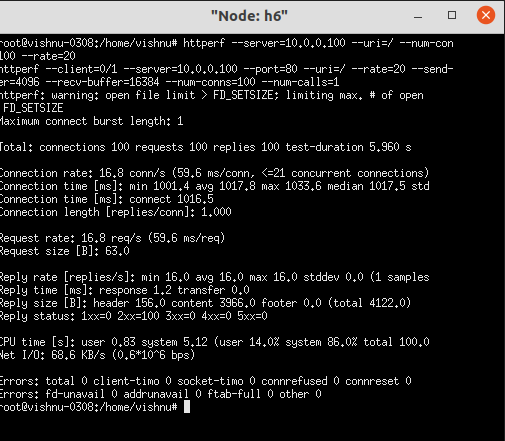 "Node: h6"
root@vishnu-0308:/home/vishnu# httperf --server=10.0.0.100 --uri=/ --num-con
100 --rate=20
httperf --client=0/1 --server=10.0.0.100 --port=80 --uri=/ --rate=20 --send-
er=4096 --recv-buffer=16384 --num-conns=100 --num-calls=1
httperf: warning: open file limit > FD_SETSIZE; limiting max. # of open
FD_SETSIZE
Maximum connect burst length: 1
Total: connections 100 requests 100 replies 100 test-duration 5.960 s
Connection rate: 16.8 conn/s (59.6 ms/conn, <=21 concurrent connections)
Connection time [ms]: min 1001.4 avg 1017.8 max 1033.6 median 1017.5 std
Connection time [ms]: connect 1016.5
Connection length [replies/conn]: 1.000
Request rate: 16.8 req/s (59.6 ms/req)
Request size [B]: 63.0
Reply rate [replies/s]: min 16.0 avg 16.0 max 16.0 stddev 0.0 (1 samples
Reply time [ms]: response 1.2 transfer 0.0
Reply size [B]: header 156.0 content 3966.0 footer 0.0 (total 4122.0)
Reply status: 1xx=0 2xx=100 3xx=0 4xx=0 5xx=0
CPU time [s]: user 0.83 system 5.12 (user 14.0% system 86.0% total 100.0
Net I/O: 68.6 KB/s (0.6*10^6 bps)
Errors: total 0 client-timo 0 socket-timo 0 connrefused 0 connreset 0
Errors: fd-unavail 0 addrunavail 0 ftab-full 0 other 0
root@vishnu-0308:/home/vishnu#